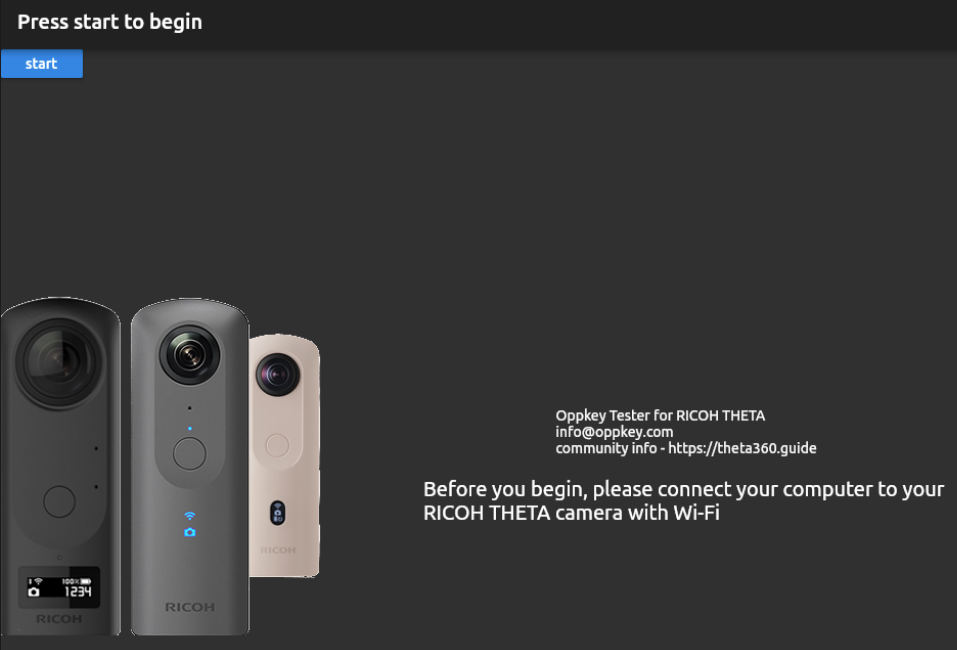 Press start to begin
start
Oppkey Tester for RICOH THETA
info@oppkey.com
community info - https://theta360.guide
Before you begin, please connect your computer to your
RICOH THETA camera with Wi-Fi
100%
1234
RICOH
RICOH
RICOH